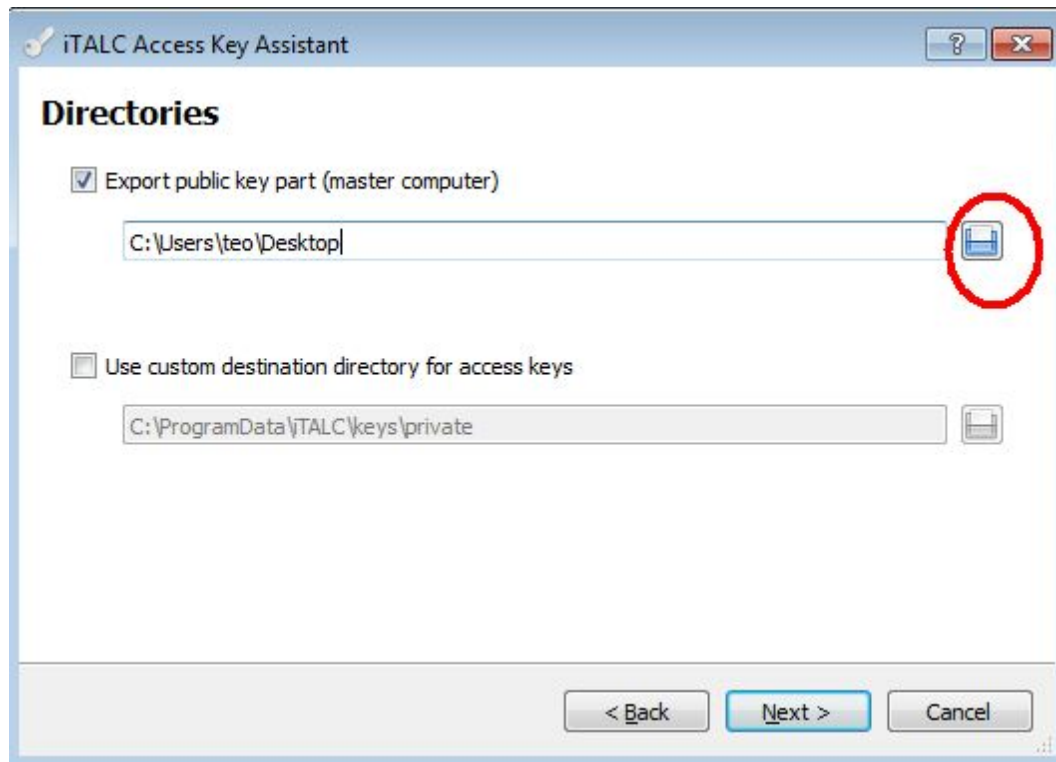 iTALC Access Key Assistant
Directories
Export public key part (master computer)
C:\Users\teo\Desktop
Use custom destination directory for access keys
C:\ProgramData\iTALC\keys\private
< Back
Next >
Cancel